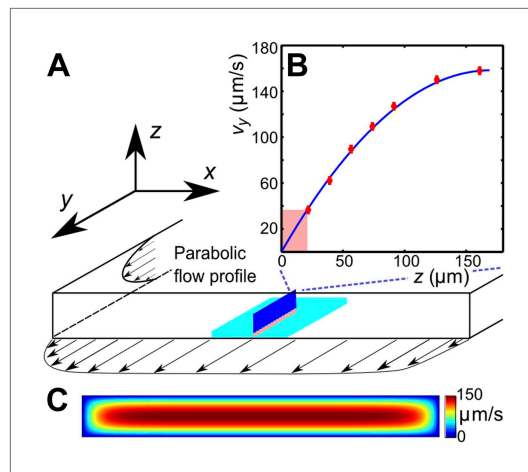 A
z
x
y
Parabolic
flow profile
B
v_y (μm/s)
180
140
100
60
20
0
50
100
150
z (μm)
C
150
μm/s
0